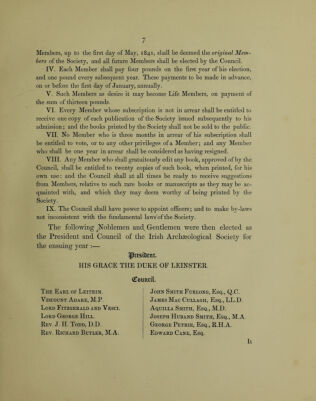 7
Members, up to the first day of May, 1841, shall be deemed the original Mem-
bers of the Society, and all future Members shall be elected by the Council.
IV. Each Member shall pay four pounds on the first year of his election,
and one pound every subsequent year. These payments to be made in advance,
on or before the first day of January, annually.
V. Such Members as desire it may become Life Members, on payment of
the sum of thirteen pounds.
VI. Every Member whose subscription is not in arrear shall be entitled to
receive one copy of each publication of the Society issued subsequently to his
admission; and the books printed by the Society shall not be sold to the public.
VII. No Member who is three months in arrear of his subscription shall
be entitled to vote, or to any other privileges of a Member; and any Member
who shall be one year in arrear shall be considered as having resigned.
VIII. Any Member who shall gratuitously edit any book, approved of by the
Council, shall be entitled to twenty copies of such book, when printed, for his
own use: and the Council shall at all times be ready to receive suggestions
from Members, relative to such rare books or manuscripts as they may be ac-
quainted with, and which they may deem worthy of being printed by the
Society.
IX. The Council shall have power to appoint officers; and to make by-laws
not inconsistent with the fundamental laws of the Society.
The following Noblemen and Gentlemen were then elected as
the President and Council of the Irish Archæological Society for
the ensuing year:—
President.
HIS GRACE THE DUKE OF LEINSTER
Council.
The Earl of Leitrim.
Viscount Adare, M.P.
Lord Fitzgerald and Vesci.
Lord George Hill
Rev. J. H. Todd, D.D.
Rev. Richard Butler, M.A.
John Smith Furlong, Esq., Q.C.
James Mac Cullagh, Esq., LL.D.
Aquilla Smith, Esq., M.D.
Joseph Huband Smith, Esq., M.A.
George Petrie, Esq., R.H.A.
Edward Cane, Esq.
It